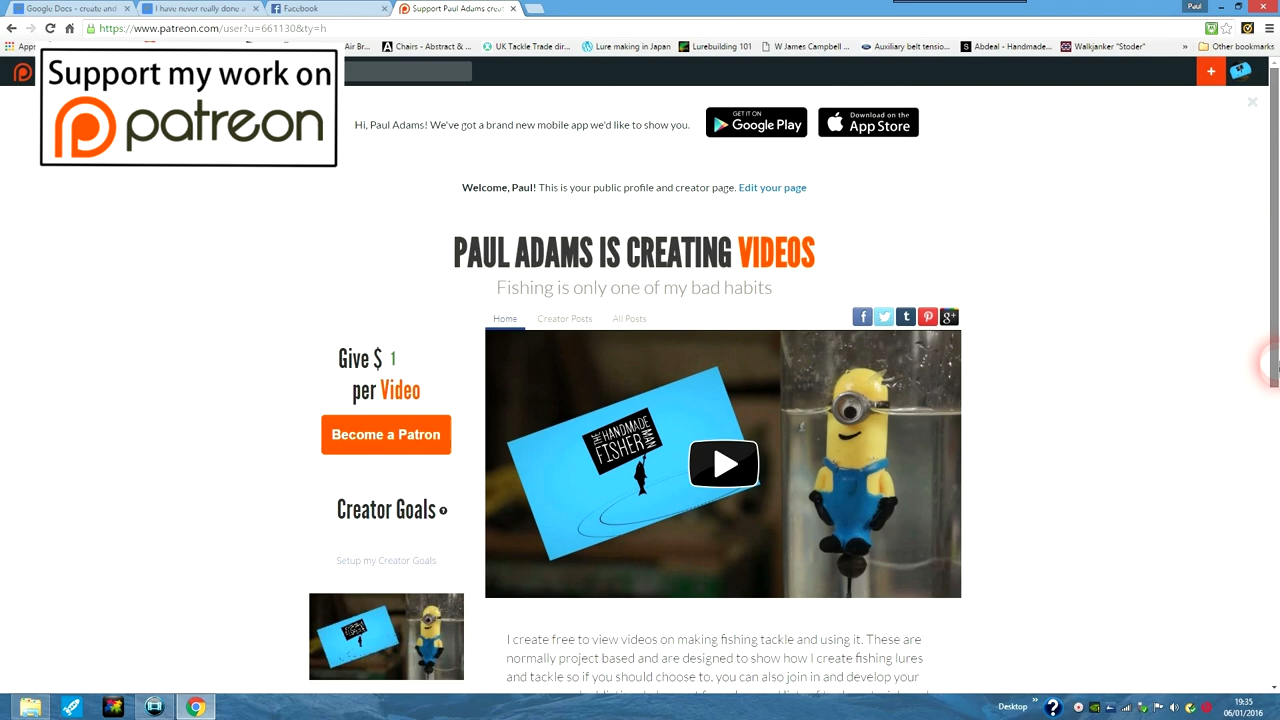 Google Docs - create and
I have never really done a
Facebook
Support Paul Adams creat
Paul
https://www.patreon.com/user?u=661130&ty=h
Air Br...
Chairs - Abstract & ...
UK Tackle Trade dir...
Lure making in Japan
Lurebuilding 101
W James Campbell ...
Auxiliary belt tensio...
Abdeal - Handmade...
Walkjanker "Stoder"
»
Other bookmarks
Support my work on
patreon
Hi, Paul Adams! We've got a brand new mobile app we'd like to show you.
GET IT ON
Google Play
Download on the
App Store
Welcome, Paul! This is your public profile and creator page. Edit your page
PAUL ADAMS IS CREATING VIDEOS
Fishing is only one of my bad habits
Home
Creator Posts
All Posts
Give $ 1
per Video
Become a Patron
THE HANDMADE
FISHER MAN
Creator Goals
Setup my Creator Goals
I create free to view videos on making fishing tackle and using it. These are
normally project based and are designed to show how I create fishing lures
and tackle so if you should choose to, you can also join in and develop your
Desktop
19:35
06/01/2016